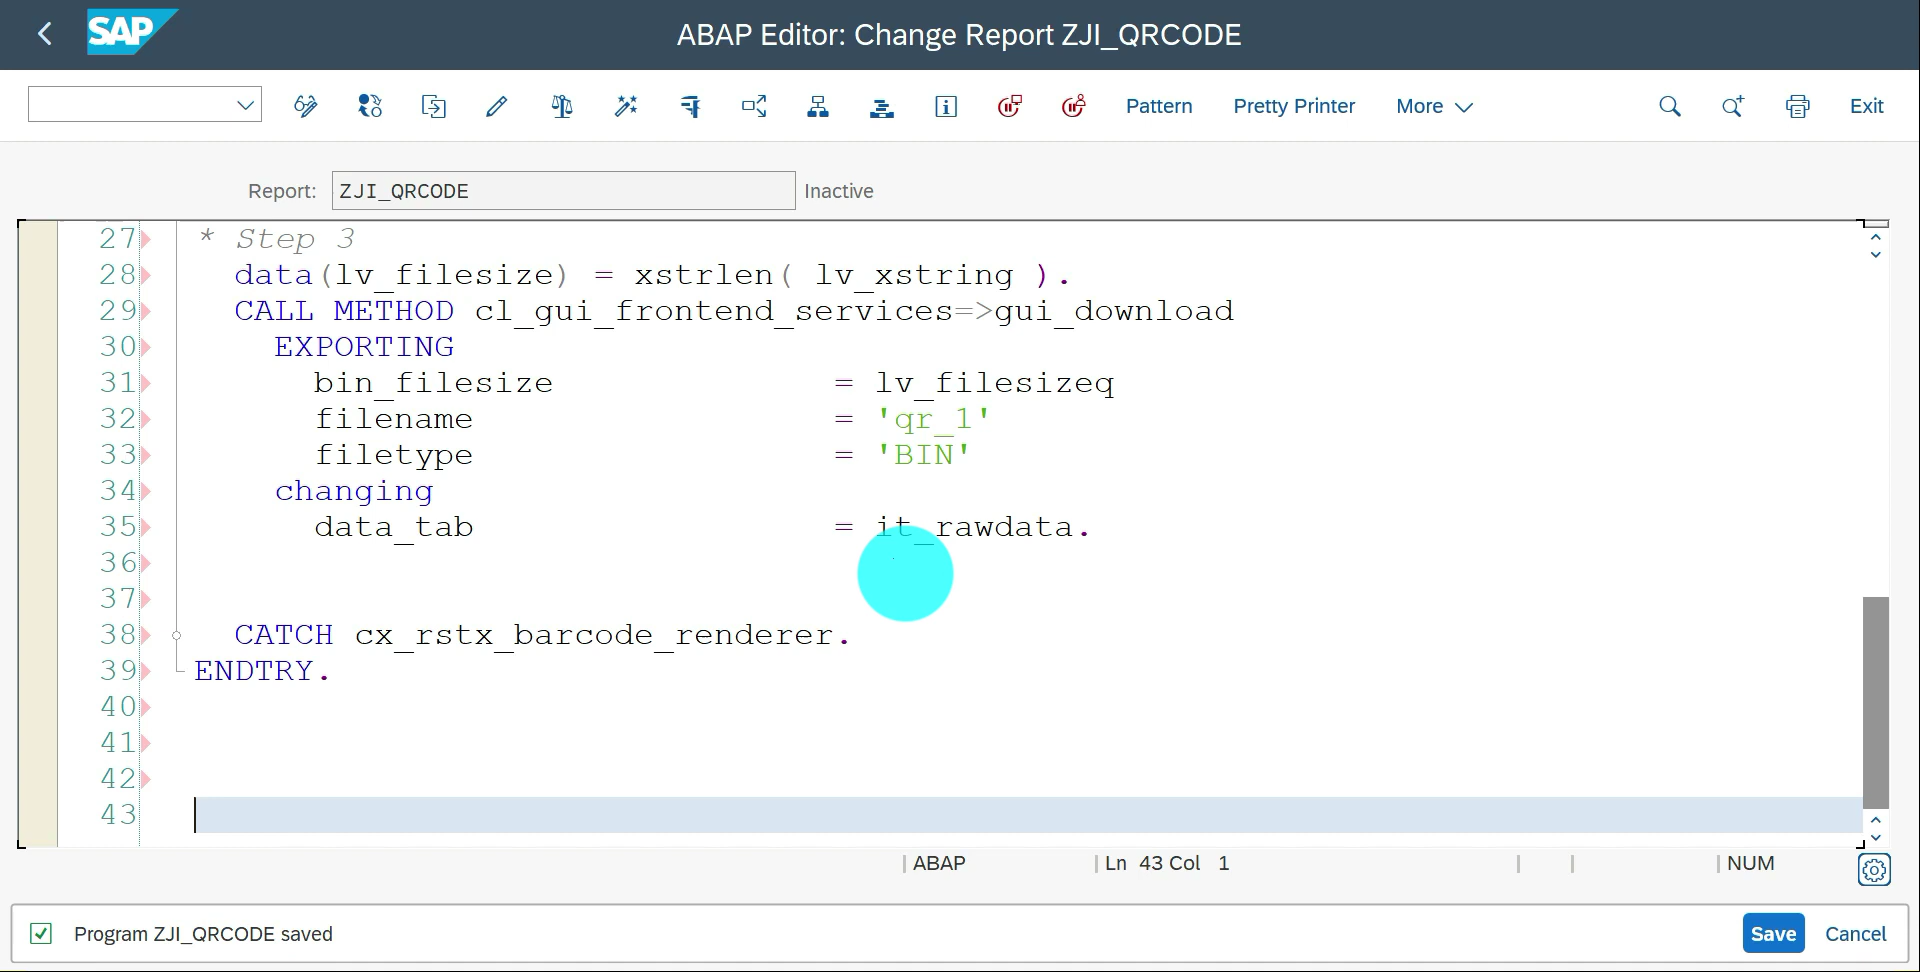 SAP
ABAP Editor: Change Report ZJI_QRCODE
Pattern Pretty Printer More Exit
Report: ZJI_QRCODE Inactive
27 * Step 3
28 data(lv_filesize) = xstrlen( lv_xstring ).
29 CALL METHOD cl_gui_frontend_services=>gui_download
30 EXPORTING
31 bin_filesize = lv_filesizeq
32 filename = 'qr_1'
33 filetype = 'BIN'
34 changing
35 data_tab = it_rawdata.
36
37
38 CATCH cx_rstx_barcode_renderer.
39 ENDTRY.
40
41
42
43
ABAP Ln 43 Col 1 NUM
Program ZJI_QRCODE saved Save Cancel